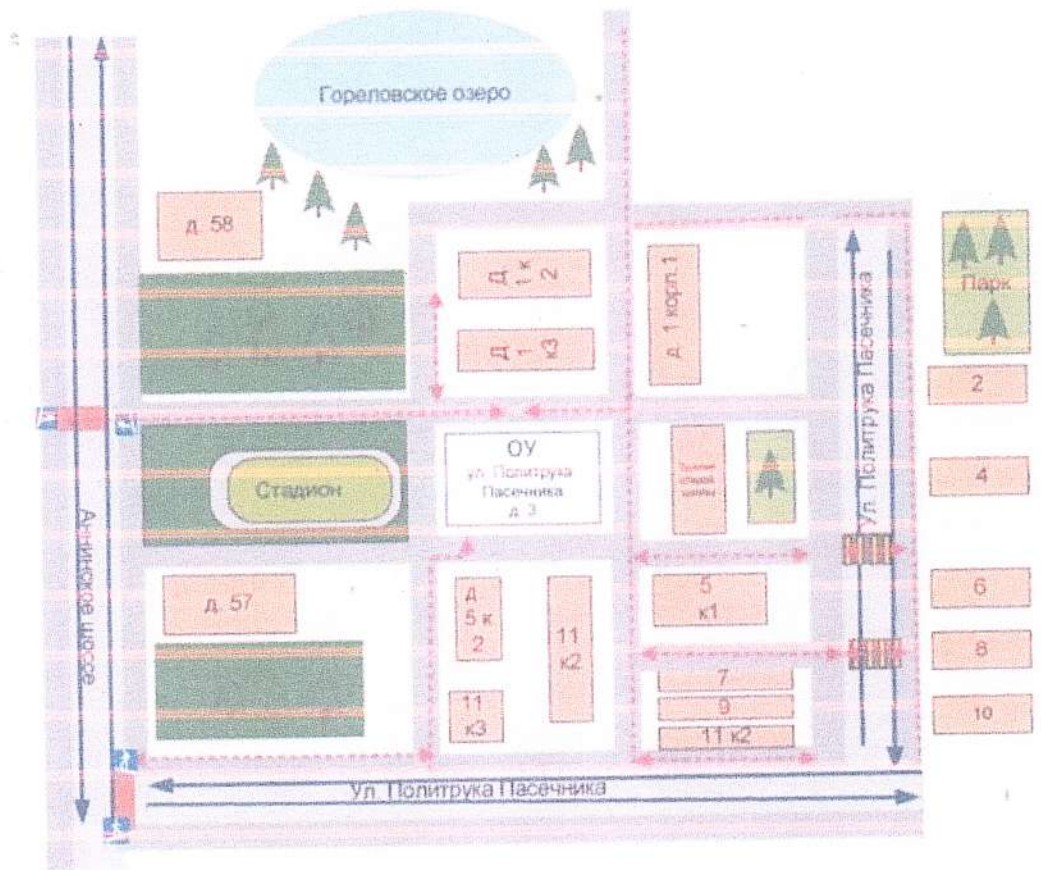 Гореловское озеро
д. 58
Д
1 к
2
Д
1
к3
д 1 корп.1
Ул. Политрука Пасечника
Парк
2
ОУ
ул. Политрука
Пасечника
д. 3
Стадион
4
Аннинское шоссе
д. 57
д
5 к
2
11
к2
5
к1
6
8
7
9
11 к2
11
к3
10
Ул. Политрука Пасечника